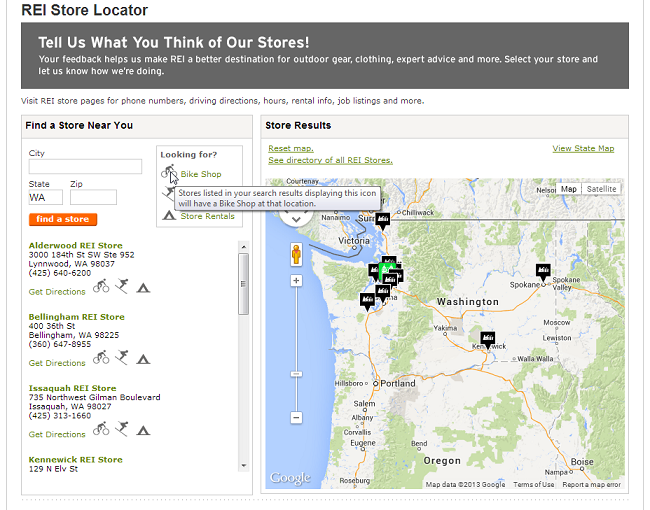 REI Store Locator
Tell Us What You Think of Our Stores!
Your feedback helps us make REI a better destination for outdoor gear, clothing, expert advice and more. Select your store and
let us know how we're doing.
Visit REI store pages for phone numbers, driving directions, hours, rental info, job listings and more.
Find a Store Near You
City
State
Zip
WA
find a store
Looking for?
Bike Shop
Stores listed in your search results displaying this icon
will have a Bike Shop at that location.
Store Rentals
Alderwood REI Store
3000 184th St SW Ste 952
Lynnwood, WA 98037
(425) 640-6200
Get Directions
Bellingham REI Store
400 36th St
Bellingham, WA 98225
(360) 647-8955
Get Directions
Issaquah REI Store
735 Northwest Gilman Boulevard
Issaquah, WA 98027
(425) 313-1660
Get Directions
Kennewick REI Store
129 N Ely St
Store Results
Reset map.
View State Map
See directory of all REI Stores.
Courtenay
Nelson
Map
Satellite
Nanaimo
Surr
Chilliwack
Victoria
Spokane
Spokane
Valley
Washington
Yakima
Moscow
Lewiston
Walla Walla
Hillsboro
Portland
Salem
Albany
Corvallis
Eugene
Bend
Oregon
Nampa
Boise
Roseburg
Google
Map data ©2013 Google
Terms of Use
Report a map error